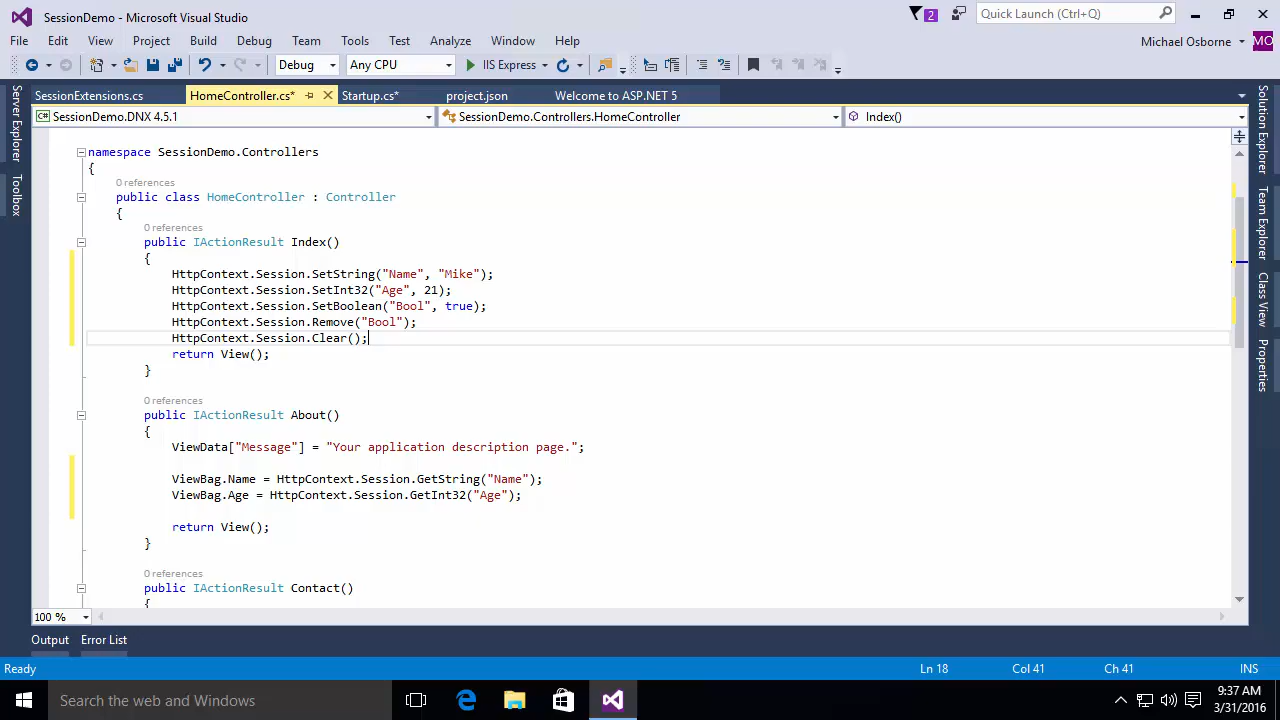 SessionDemo - Microsoft Visual Studio
2
Quick Launch (Ctrl+Q)
File Edit View Project Build Debug Team Tools Test Analyze Window Help
Michael Osborne
MO
Debug
Any CPU
IIS Express
SessionExtensions.cs
HomeController.cs*
Startup.cs*
project.json
Welcome to ASP.NET 5
SessionDemo.DNX 4.5.1
SessionDemo.Controllers.HomeController
Index()
Server Explorer
Toolbox
namespace SessionDemo.Controllers
{
0 references
public class HomeController : Controller
{
0 references
public IActionResult Index()
{
HttpContext.Session.SetString("Name", "Mike");
HttpContext.Session.SetInt32("Age", 21);
HttpContext.Session.SetBoolean("Bool", true);
HttpContext.Session.Remove("Bool");
HttpContext.Session.Clear();
return View();
}
0 references
public IActionResult About()
{
ViewData["Message"] = "Your application description page.";
ViewBag.Name = HttpContext.Session.GetString("Name");
ViewBag.Age = HttpContext.Session.GetInt32("Age");
return View();
}
0 references
public IActionResult Contact()
{
Solution Explorer
Team Explorer
Class View
Properties
100 %
Output
Error List
Ready
Ln 18
Col 41
Ch 41
INS
Search the web and Windows
9:37 AM
3/31/2016